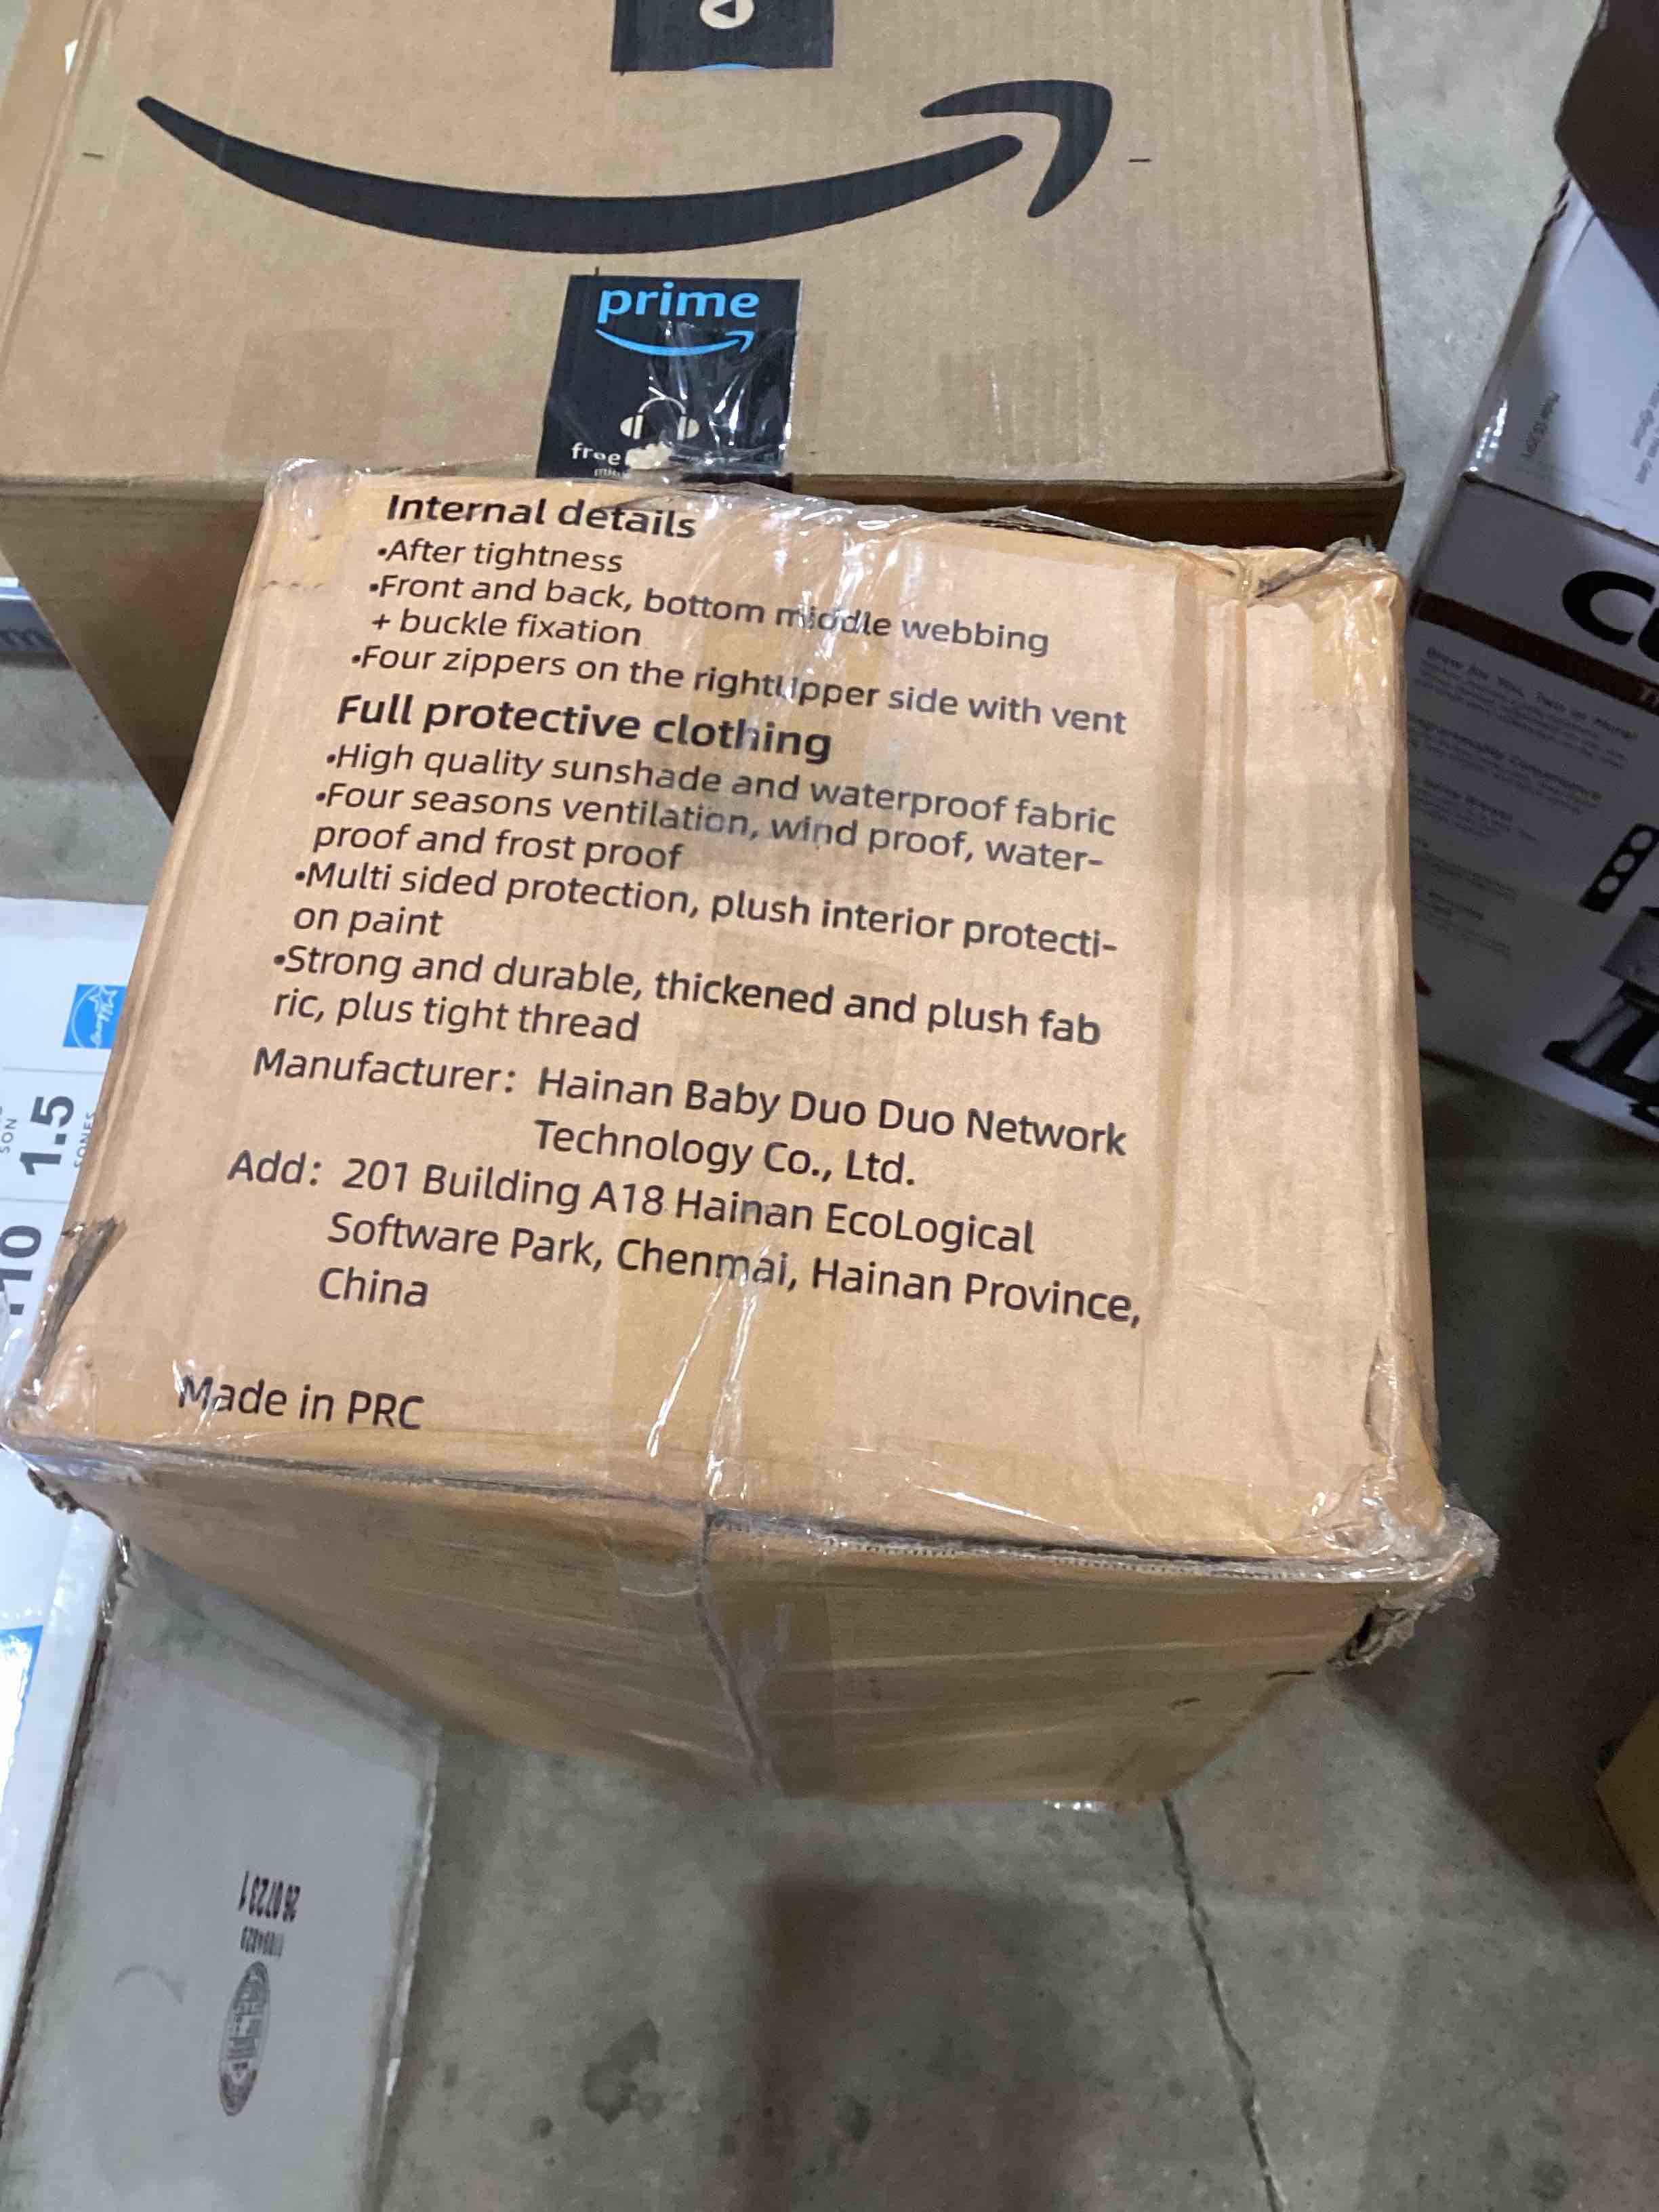 prime
free
Internal details
•After tightness
•Front and back, bottom middle webbing
+ buckle fixation
•Four zippers on the rightUpper side with vent
Full protective clothing
•High quality sunshade and waterproof fabric
•Four seasons ventilation, wind proof, water-
proof and frost proof
•Multi sided protection, plush interior protecti-
on paint
•Strong and durable, thickened and plush fab
ric, plus tight thread
Manufacturer: Hainan Baby Duo Duo Network
Technology Co., Ltd.
Add: 201 Building A18 Hainan EcoLogical
Software Park, Chenmai, Hainan Province,
China
Made in PRC
1.5
SONES